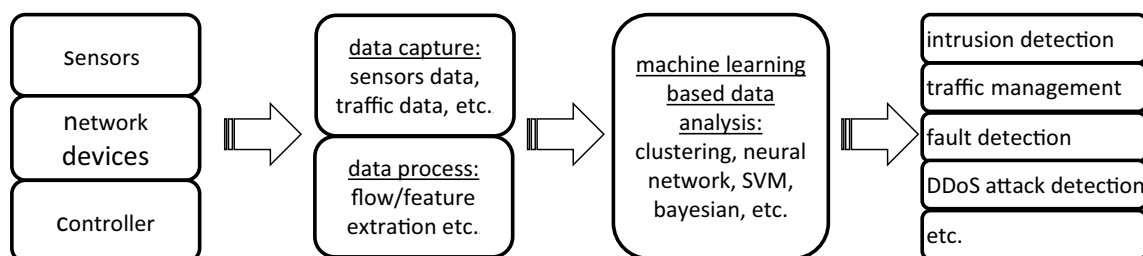 sensors
network
devices
controller
data capture:
sensors data,
traffic data, etc.
data process:
flow/feature
extration etc.
machine learning
based data
analysis:
clustering, neural
network, SVM,
bayesian, etc.
intrusion detection
traffic management
fault detection
DDoS attack detection
etc.